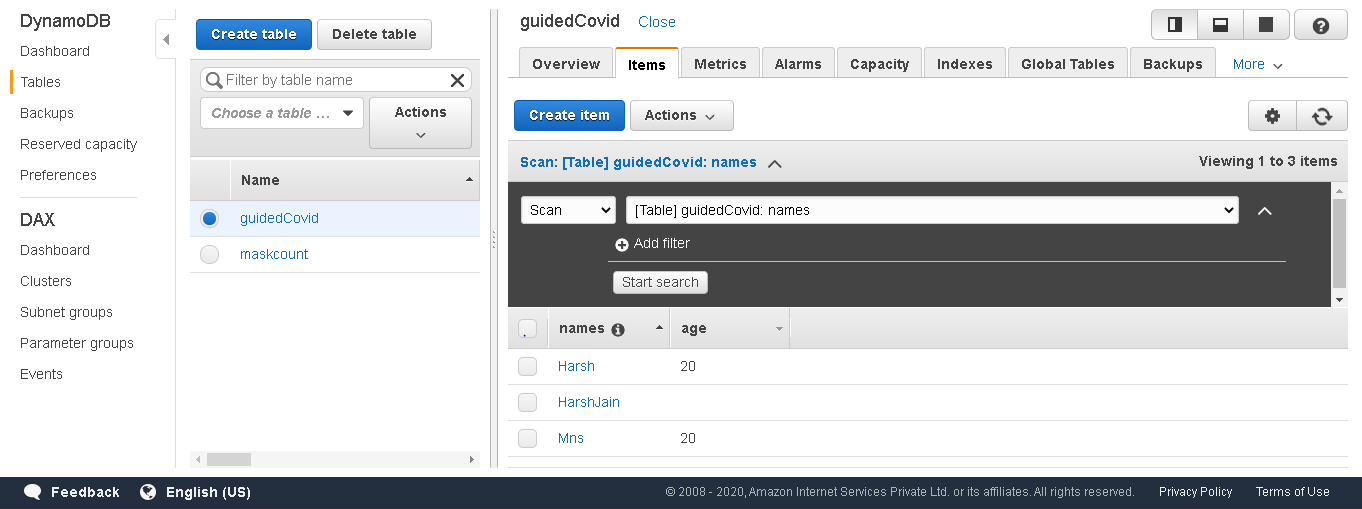 DynamoDB
Dashboard
Tables
Backups
Reserved capacity
Preferences
DAX
Dashboard
Clusters
Subnet groups
Parameter groups
Events
Create table
Delete table
Filter by table name
Choose a table ...
Actions
Name
guidedCovid
maskcount
guidedCovid Close
Overview Items Metrics Alarms Capacity Indexes Global Tables Backups More
Create item Actions
Scan: [Table] guidedCovid: names Viewing 1 to 3 items
Scan [Table] guidedCovid: names
Add filter
Start search
names age
Harsh 20
HarshJain
Mns 20
Feedback English (US) © 2008 - 2020, Amazon Internet Services Private Ltd. or its affiliates. All rights reserved. Privacy Policy Terms of Use